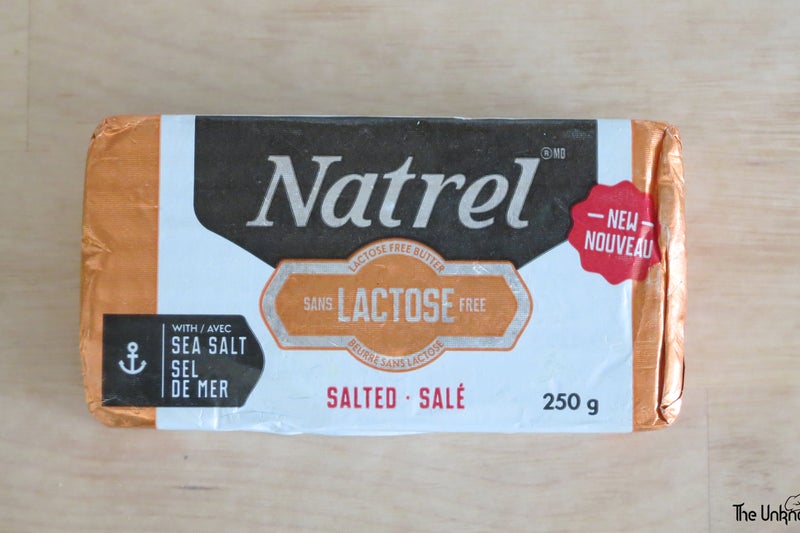 Natrel
®MD
NEW
NOUVEAU
LACTOSE FREE BUTTER
SANS LACTOSE FREE
BEURRE SANS LACTOSE
WITH / AVEC
SEA SALT
SEL
DE MER
SALTED · SALÉ
250 g
The